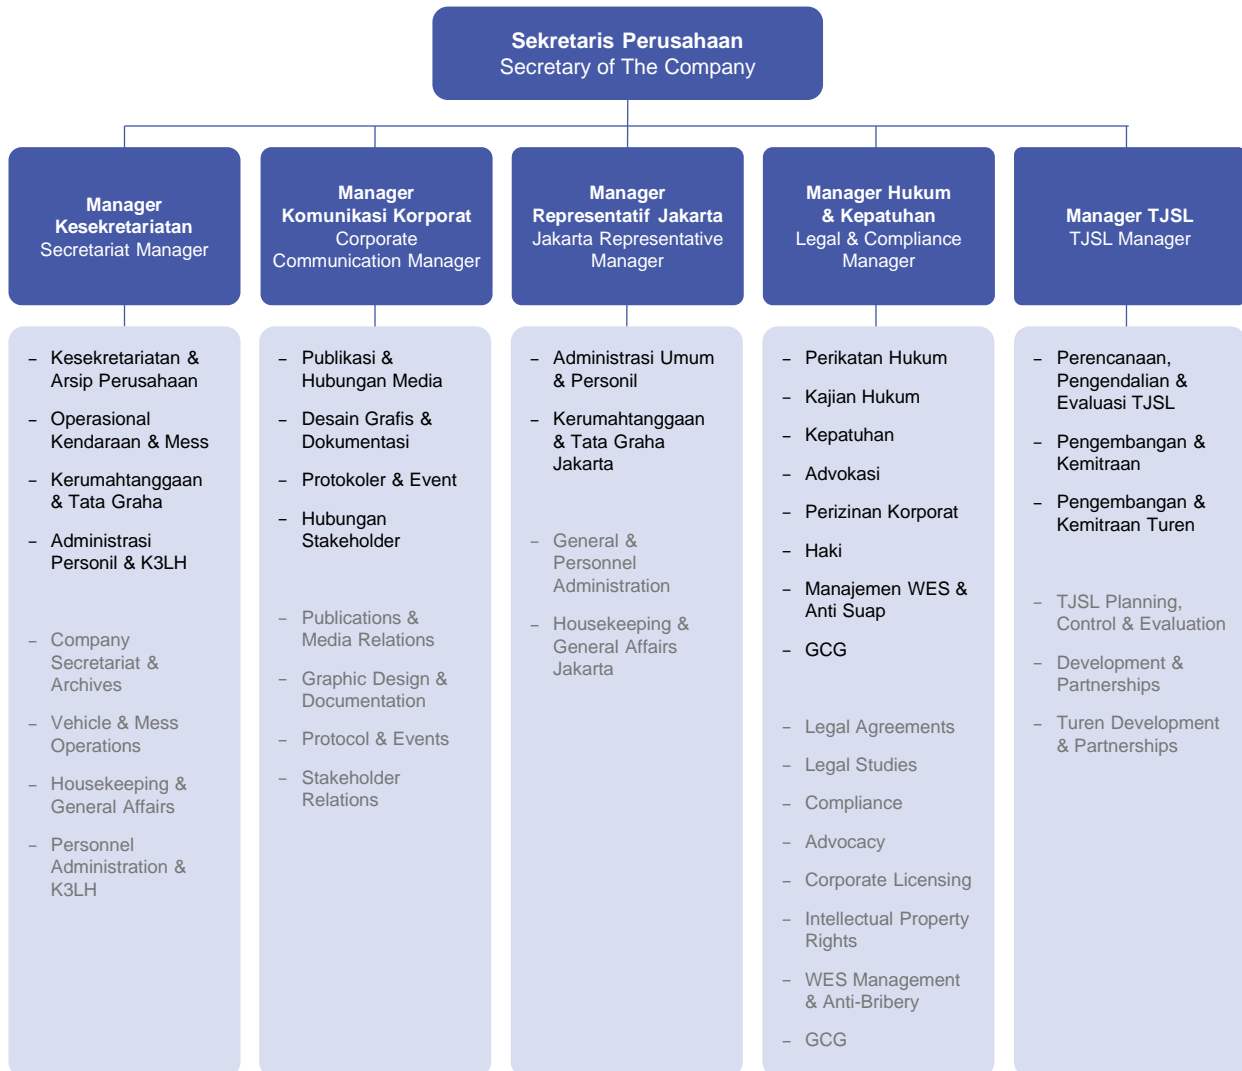 Sekretaris Perusahaan
Secretary of The Company
Manager
Kesekretariatan
Secretariat Manager
Manager
Komunikasi Korporat
Corporate
Communication Manager
Manager
Representatif Jakarta
Jakarta Representative
Manager
Manager Hukum
& Kepatuhan
Legal & Compliance
Manager
Manager TJSL
TJSL Manager
– Kesekretariatan &
Arsip Perusahaan
– Operasional
Kendaraan & Mess
– Kerumahtanggaan
& Tata Graha
– Administrasi
Personil & K3LH
– Company
Secretariat &
Archives
– Vehicle & Mess
Operations
– Housekeeping &
General Affairs
– Personnel
Administration &
K3LH
– Publikasi &
Hubungan Media
– Desain Grafis &
Dokumentasi
– Protokoler & Event
– Hubungan
Stakeholder
– Publications &
Media Relations
– Graphic Design &
Documentation
– Protocol & Events
– Stakeholder
Relations
– Administrasi Umum
& Personil
– Kerumahtanggaan
& Tata Graha
Jakarta
– General &
Personnel
Administration
– Housekeeping &
General Affairs
Jakarta
– Perikatan Hukum
– Kajian Hukum
– Kepatuhan
– Advokasi
– Perizinan Korporat
– Haki
– Manajemen WES &
Anti Suap
– GCG
– Legal Agreements
– Legal Studies
– Compliance
– Advocacy
– Corporate Licensing
– Intellectual Property
Rights
– WES Management
& Anti-Bribery
– GCG
– Perencanaan,
Pengendalian &
Evaluasi TJSL
– Pengembangan &
Kemitraan
– Pengembangan &
Kemitraan Turen
– TJSL Planning,
Control & Evaluation
– Development &
Partnerships
– Turen Development
& Partnerships